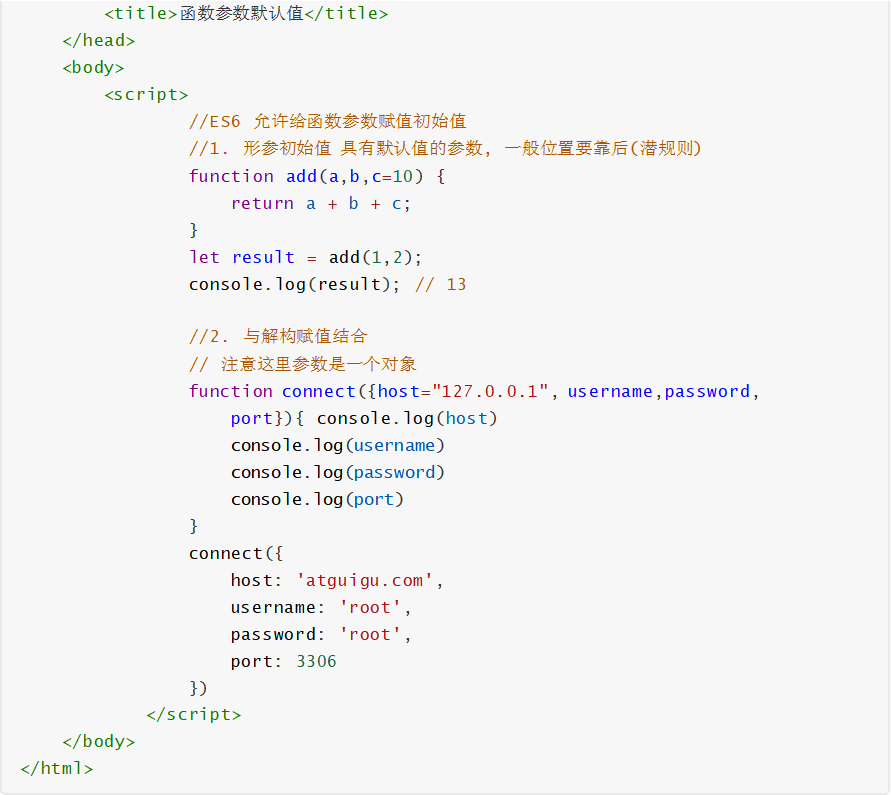 <title>函数参数默认值</title>
</head>
<body>
<script>
//ES6 允许给函数参数赋值初始值
//1. 形参初始值 具有默认值的参数, 一般位置要靠后(潜规则)
function add(a,b,c=10) {
return a + b + c;
}
let result = add(1,2);
console.log(result); // 13
//2. 与解构赋值结合
// 注意这里参数是一个对象
function connect({host="127.0.0.1", username,password,
port}){ console.log(host)
console.log(username)
console.log(password)
console.log(port)
}
connect({
host: 'atguigu.com',
username: 'root',
password: 'root',
port: 3306
})
</script>
</body>
</html>